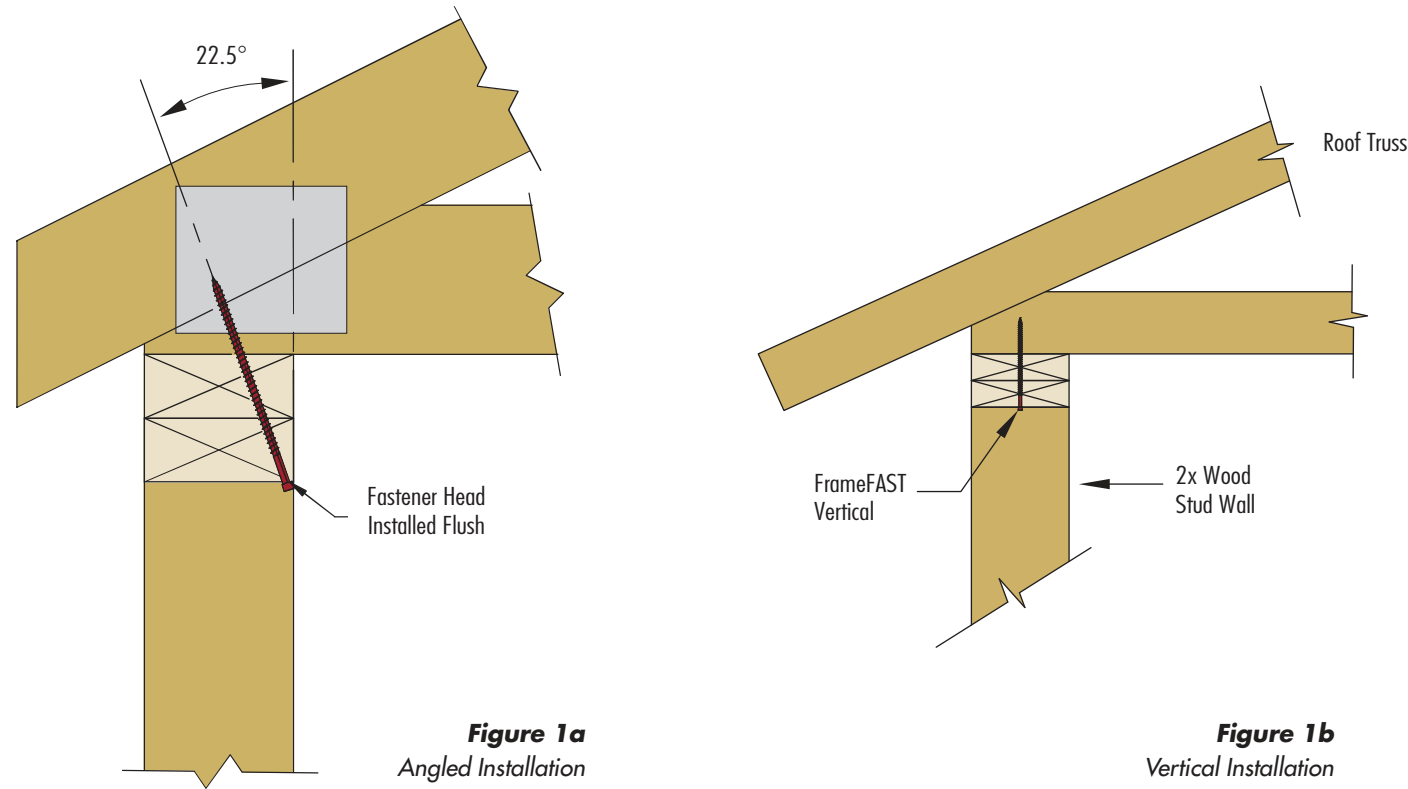 22.5°
Fastener Head
Installed Flush
Figure 1a
Angled Installation
Roof Truss
FrameFAST
Vertical
2x Wood
Stud Wall
Figure 1b
Vertical Installation